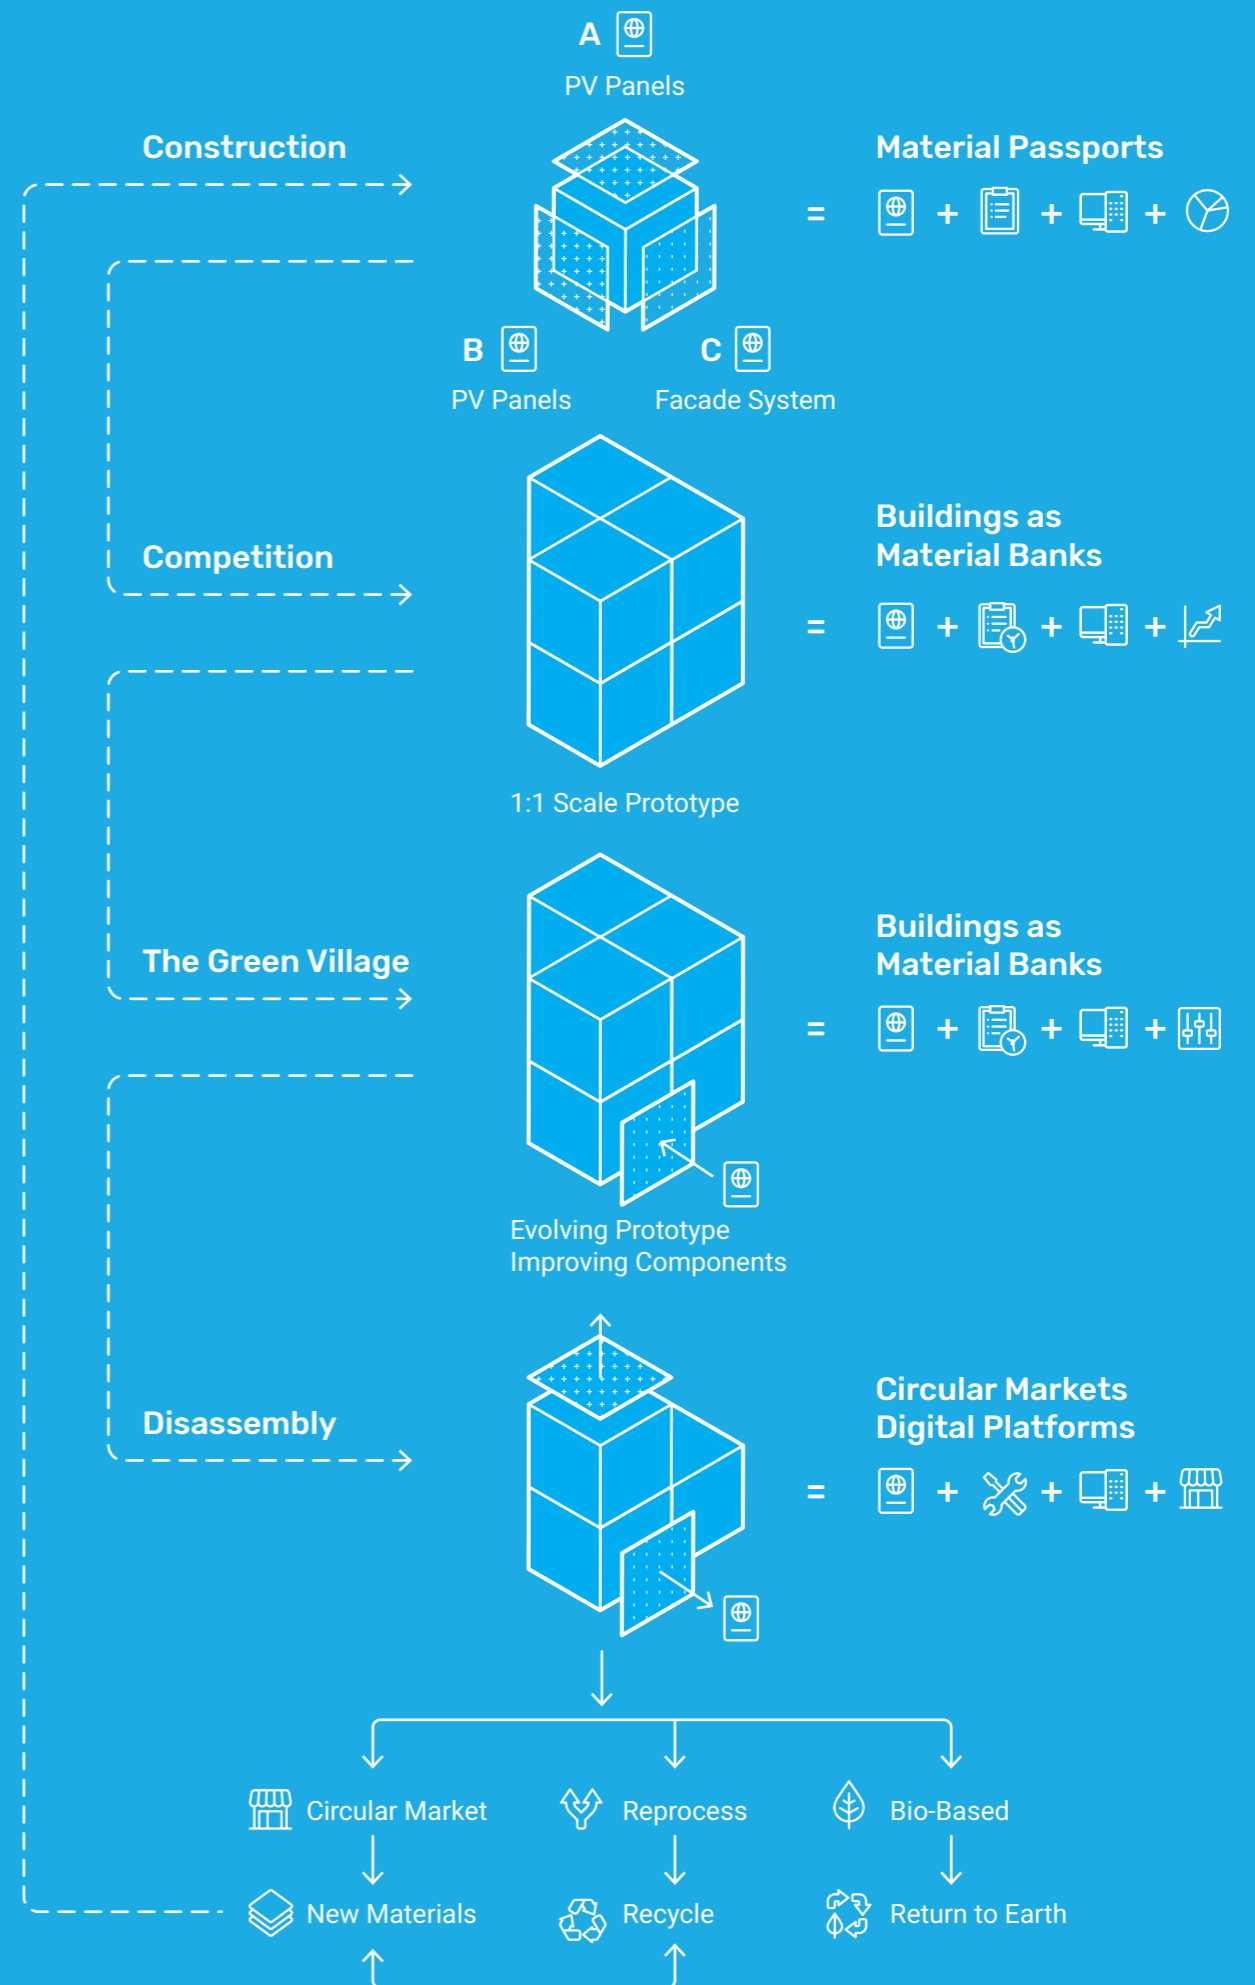 A
PV Panels
Construction
Material Passports
= + + +
B
C
PV Panels
Facade System
Competition
Buildings as
Material Banks
= + + +
1:1 Scale Prototype
The Green Village
Buildings as
Material Banks
= + + +
Evolving Prototype
Improving Components
Disassembly
Circular Markets
Digital Platforms
= + + +
Circular Market
Reprocess
Bio-Based
New Materials
Recycle
Return to Earth